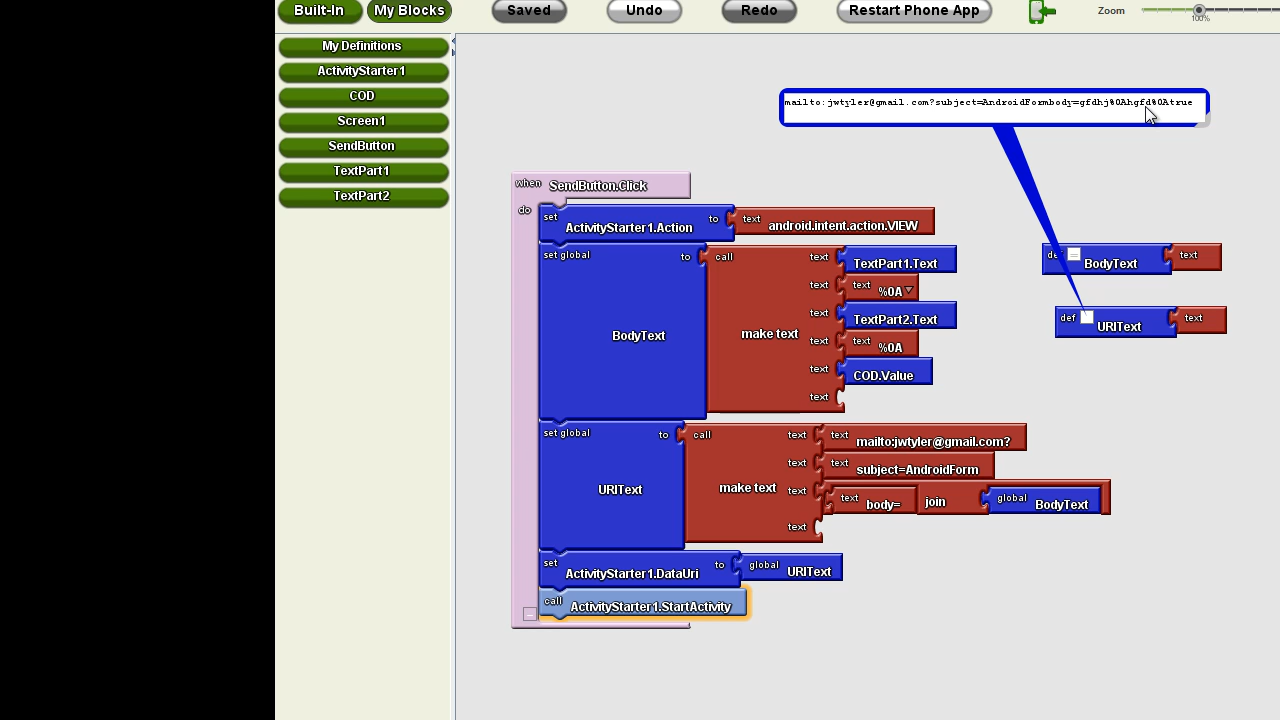 Built-In My Blocks Saved Undo Redo Restart Phone App Zoom
100%
My Definitions
ActivityStarter1
COD
Screen1
SendButton
TextPart1
TextPart2
mailto:jwtyler@gmail.com?subject=AndroidFormbody=gfdhj%0Ahgfd%0Atrue
when SendButton.Click
do
set ActivityStarter1.Action to text android.intent.action.VIEW
set global BodyText to call make text text TextPart1.Text
text text %0A
text TextPart2.Text
text text %0A
text COD.Value
text
def BodyText text
def URIText text
set global URIText to call make text text text mailto:jwtyler@gmail.com?
text text subject=AndroidForm
text text body= join global BodyText
text
set ActivityStarter1.DataUri to global URIText
call ActivityStarter1.StartActivity